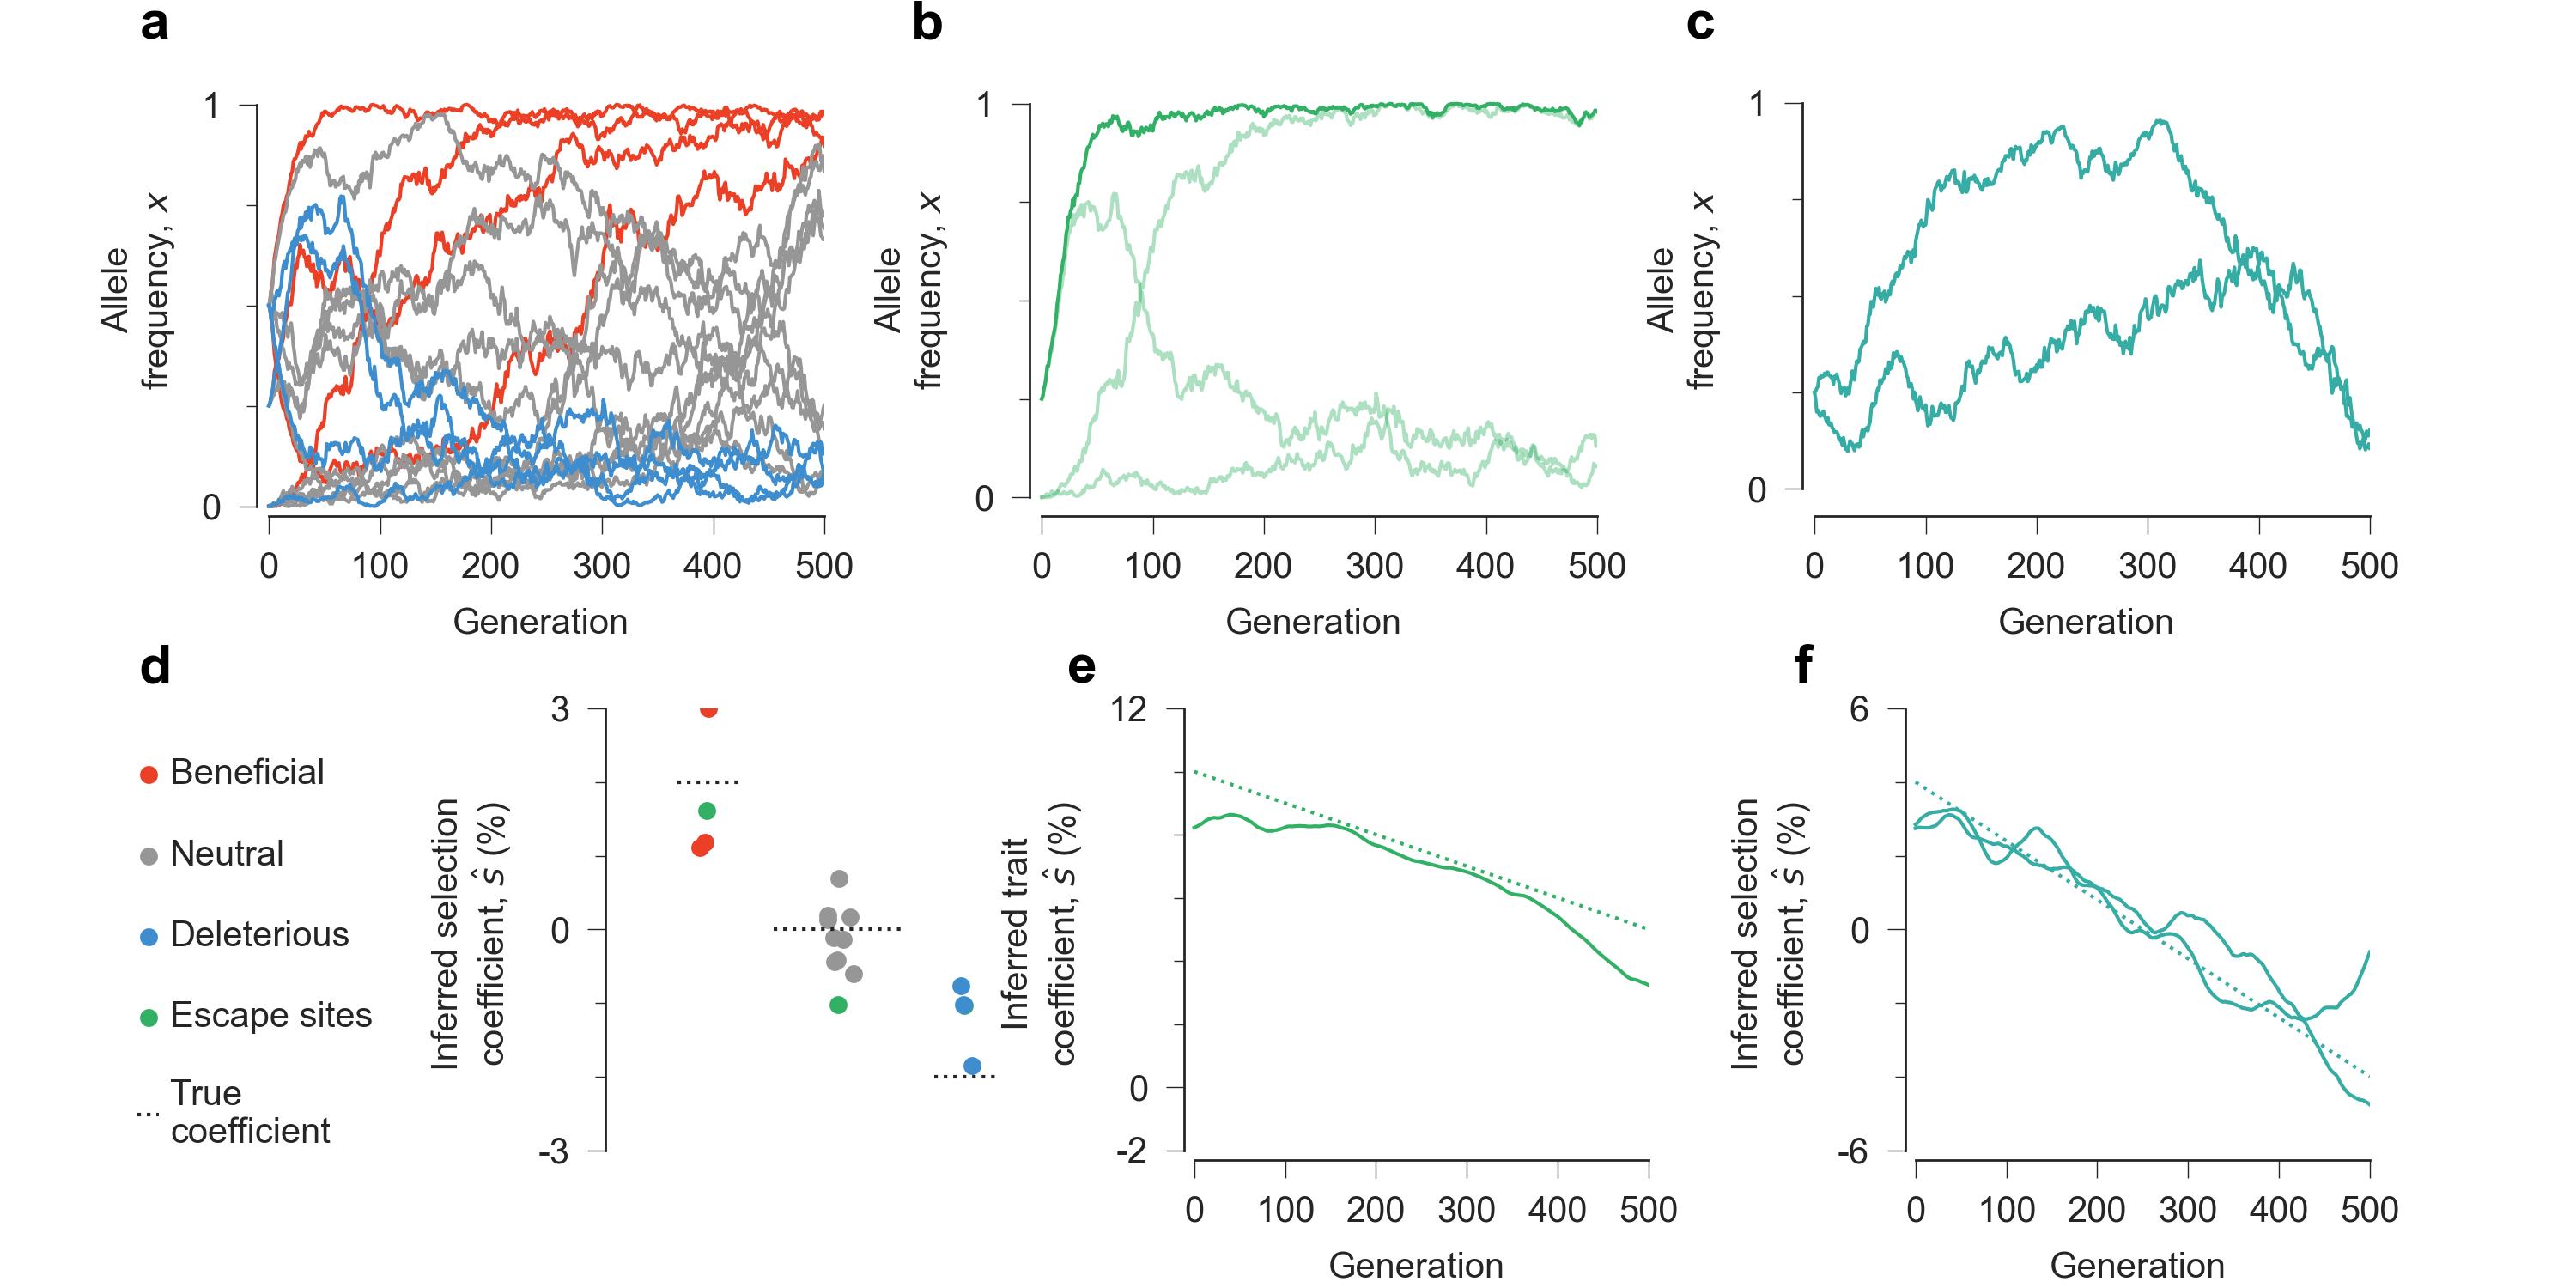 a
b
c
1
0
Allele
frequency, x
0 100 200 300 400 500
Generation
1
0
Allele
frequency, x
0 100 200 300 400 500
Generation
1
0
Allele
frequency, x
0 100 200 300 400 500
Generation
d
Beneficial
Neutral
Deleterious
Escape sites
True
coefficient
3
0
-3
Inferred selection
coefficient, ŝ (%)
e
12
0
-2
Inferred trait
coefficient, ŝ (%)
0 100 200 300 400 500
Generation
f
6
0
-6
Inferred selection
coefficient, ŝ (%)
0 100 200 300 400 500
Generation